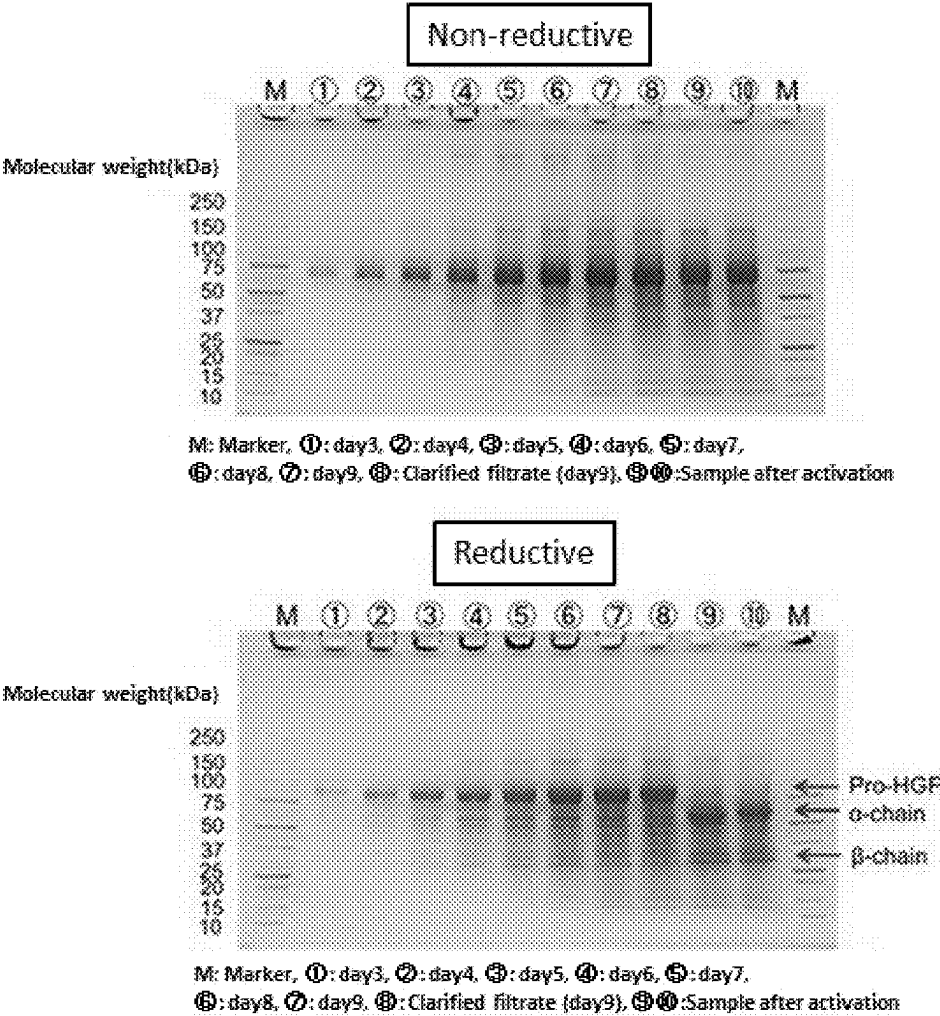 Non-reductive
M ① ② ③ ④ ⑤ ⑥ ⑦ ⑧ ⑨ ⑩ M
Molecular weight(kDa)
250
150
100
75
50
37
25
20
15
10
M: Marker, ①: day3, ②: day4, ③: day5, ④: day6, ⑤: day7,
⑥: day8, ⑦: day9, ⑧: Clarified filtrate (day9), ⑨⑩:Sample after activation
Reductive
M ① ② ③ ④ ⑤ ⑥ ⑦ ⑧ ⑨ ⑩ M
Molecular weight(kDa)
250
150
100
75
50
37
25
20
15
10
Pro-HGF
α-chain
β-chain
M: Marker, ①: day3, ②: day4, ③: day5, ④: day6, ⑤: day7,
⑥: day8, ⑦: day9, ⑧: Clarified filtrate (day9), ⑨⑩:Sample after activation